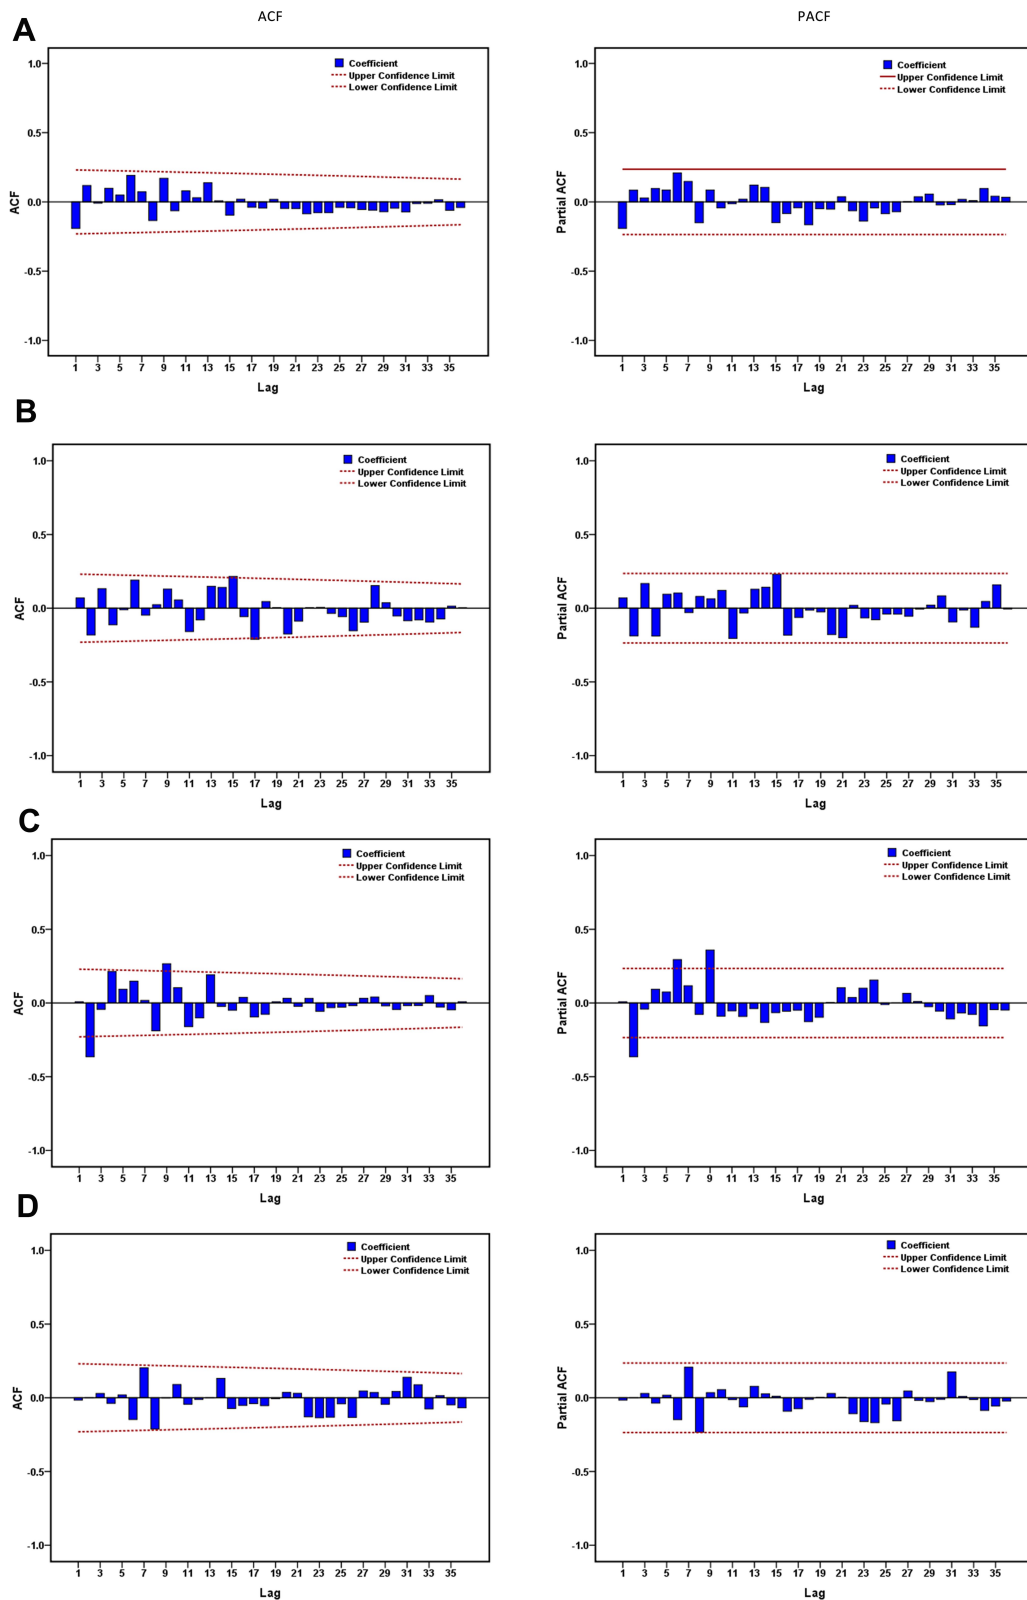 ACF
PACF
A
Coefficient
Upper Confidence Limit
Lower Confidence Limit
1.0
0.5
0.0
-0.5
-1.0
ACF
1 3 5 7 9 11 13 15 17 19 21 23 25 27 29 31 33 35
Lag
Coefficient
Upper Confidence Limit
Lower Confidence Limit
1.0
0.5
0.0
-0.5
-1.0
Partial ACF
1 3 5 7 9 11 13 15 17 19 21 23 25 27 29 31 33 35
Lag
B
Coefficient
Upper Confidence Limit
Lower Confidence Limit
1.0
0.5
0.0
-0.5
-1.0
ACF
1 3 5 7 9 11 13 15 17 19 21 23 25 27 29 31 33 35
Lag
Coefficient
Upper Confidence Limit
Lower Confidence Limit
1.0
0.5
0.0
-0.5
-1.0
Partial ACF
1 3 5 7 9 11 13 15 17 19 21 23 25 27 29 31 33 35
Lag
C
Coefficient
Upper Confidence Limit
Lower Confidence Limit
1.0
0.5
0.0
-0.5
-1.0
ACF
1 3 5 7 9 11 13 15 17 19 21 23 25 27 29 31 33 35
Lag
Coefficient
Upper Confidence Limit
Lower Confidence Limit
1.0
0.5
0.0
-0.5
-1.0
Partial ACF
1 3 5 7 9 11 13 15 17 19 21 23 25 27 29 31 33 35
Lag
D
Coefficient
Upper Confidence Limit
Lower Confidence Limit
1.0
0.5
0.0
-0.5
-1.0
ACF
1 3 5 7 9 11 13 15 17 19 21 23 25 27 29 31 33 35
Lag
Coefficient
Upper Confidence Limit
Lower Confidence Limit
1.0
0.5
0.0
-0.5
-1.0
Partial ACF
1 3 5 7 9 11 13 15 17 19 21 23 25 27 29 31 33 35
Lag